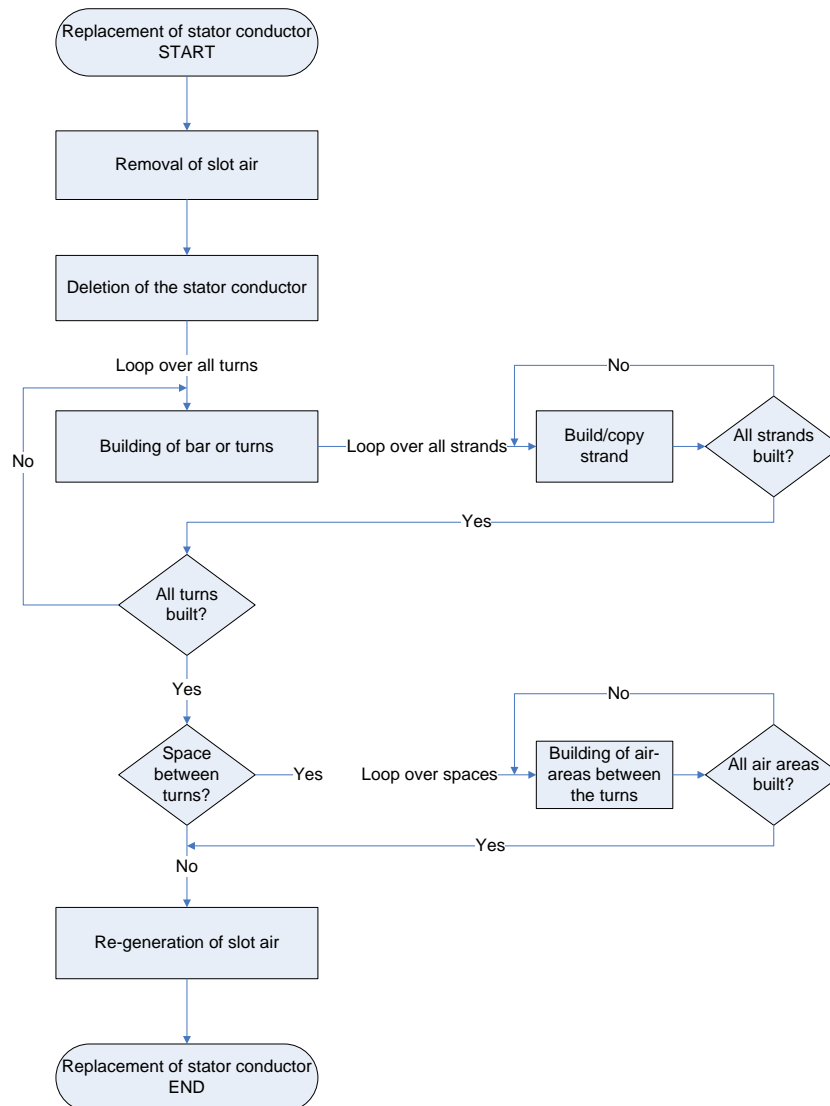 Replacement of stator conductor
START
Removal of slot air
Deletion of the stator conductor
Loop over all turns
No
Building of bar or turns
Loop over all strands
Build/copy
strand
All strands
built?
No
Yes
All turns
built?
Yes
No
Space
between
turns?
Yes
Loop over spaces
Building of air-
areas between
the turns
All air areas
built?
Yes
No
Re-generation of slot air
Replacement of stator conductor
END